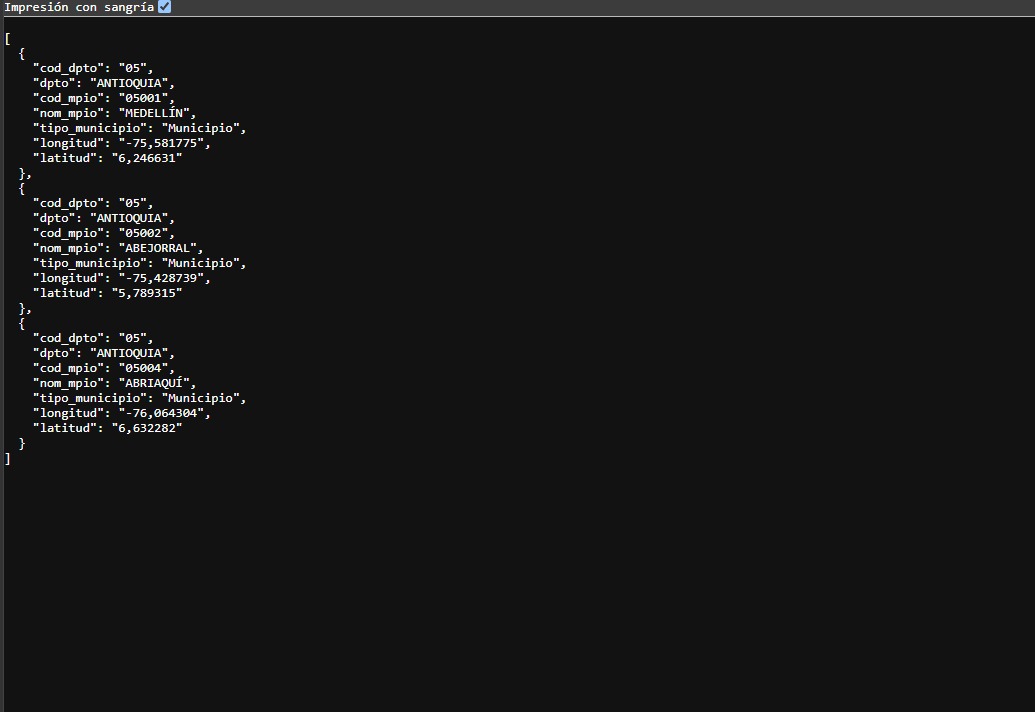 Impresión con sangría
[
  {
    "cod_dpto": "05",
    "dpto": "ANTIOQUIA",
    "cod_mpio": "05001",
    "nom_mpio": "MEDELLÍN",
    "tipo_municipio": "Municipio",
    "longitud": "-75,581775",
    "latitud": "6,246631"
  },
  {
    "cod_dpto": "05",
    "dpto": "ANTIOQUIA",
    "cod_mpio": "05002",
    "nom_mpio": "ABEJORRAL",
    "tipo_municipio": "Municipio",
    "longitud": "-75,428739",
    "latitud": "5,789315"
  },
  {
    "cod_dpto": "05",
    "dpto": "ANTIOQUIA",
    "cod_mpio": "05004",
    "nom_mpio": "ABRIAQUÍ",
    "tipo_municipio": "Municipio",
    "longitud": "-76,064304",
    "latitud": "6,632282"
  }
]